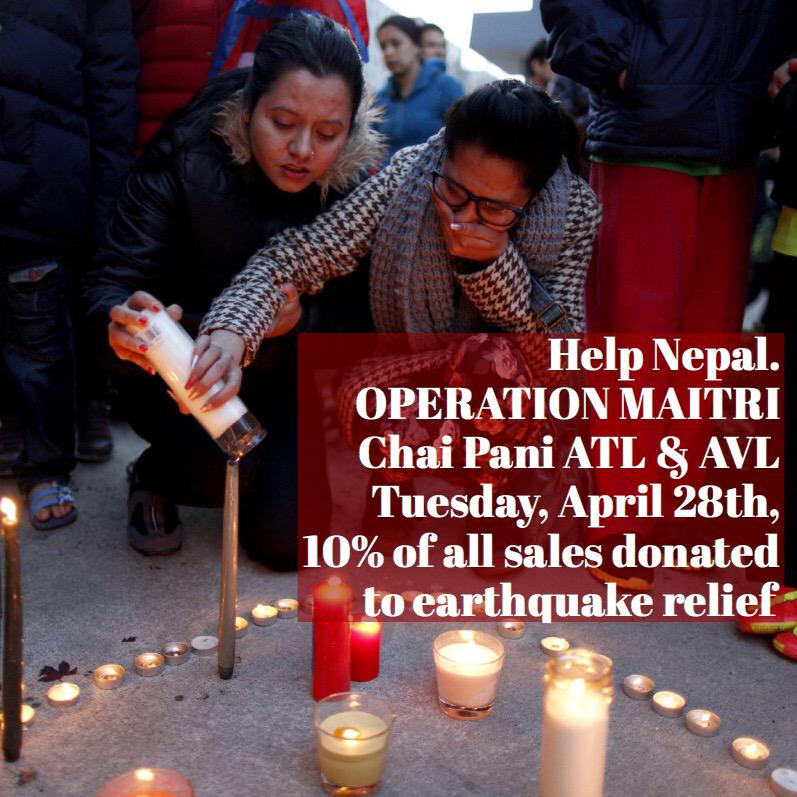 Help Nepal.
OPERATION MAITRI
Chai Pani ATL & AVL
Tuesday, April 28th,
10% of all sales donated
to earthquake relief